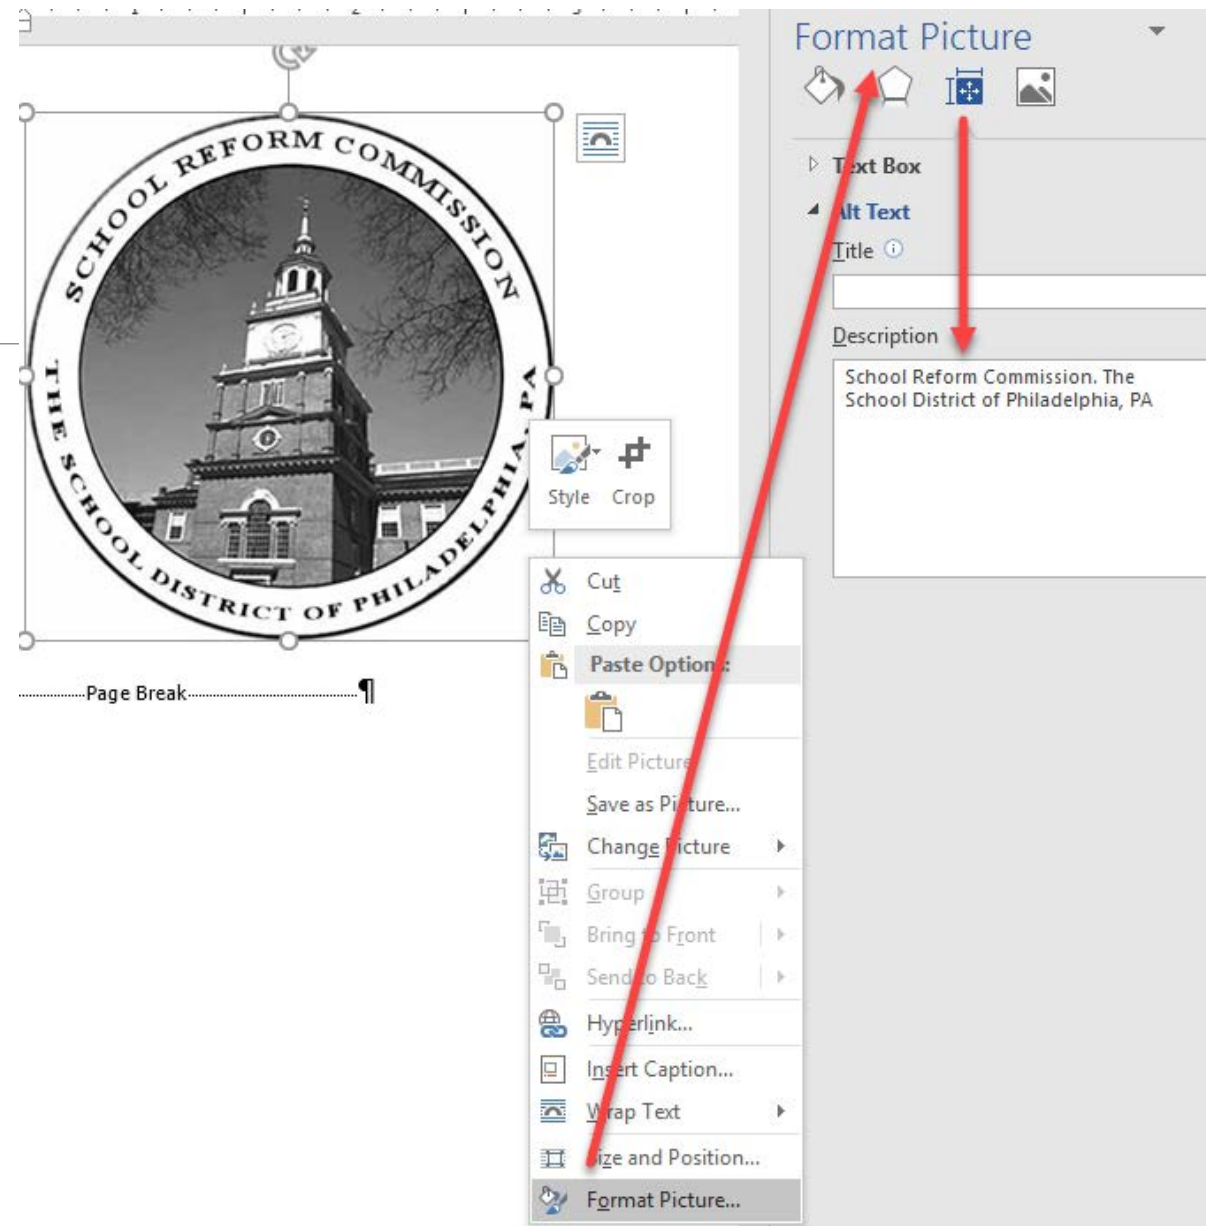 Format Picture
SCHOOL REFORM COMMISSION
THE SCHOOL DISTRICT OF PHILADELPHIA, PA
Text Box
Alt Text
Title
Description
School Reform Commission. The
School District of Philadelphia, PA
Style Crop
Cut
Copy
Paste Options:
Edit Picture
Save as Picture...
Change Picture
Group
Bring to Front
Send to Back
Hyperlink...
Insert Caption...
Wrap Text
Size and Position...
Format Picture...
Page Break ¶